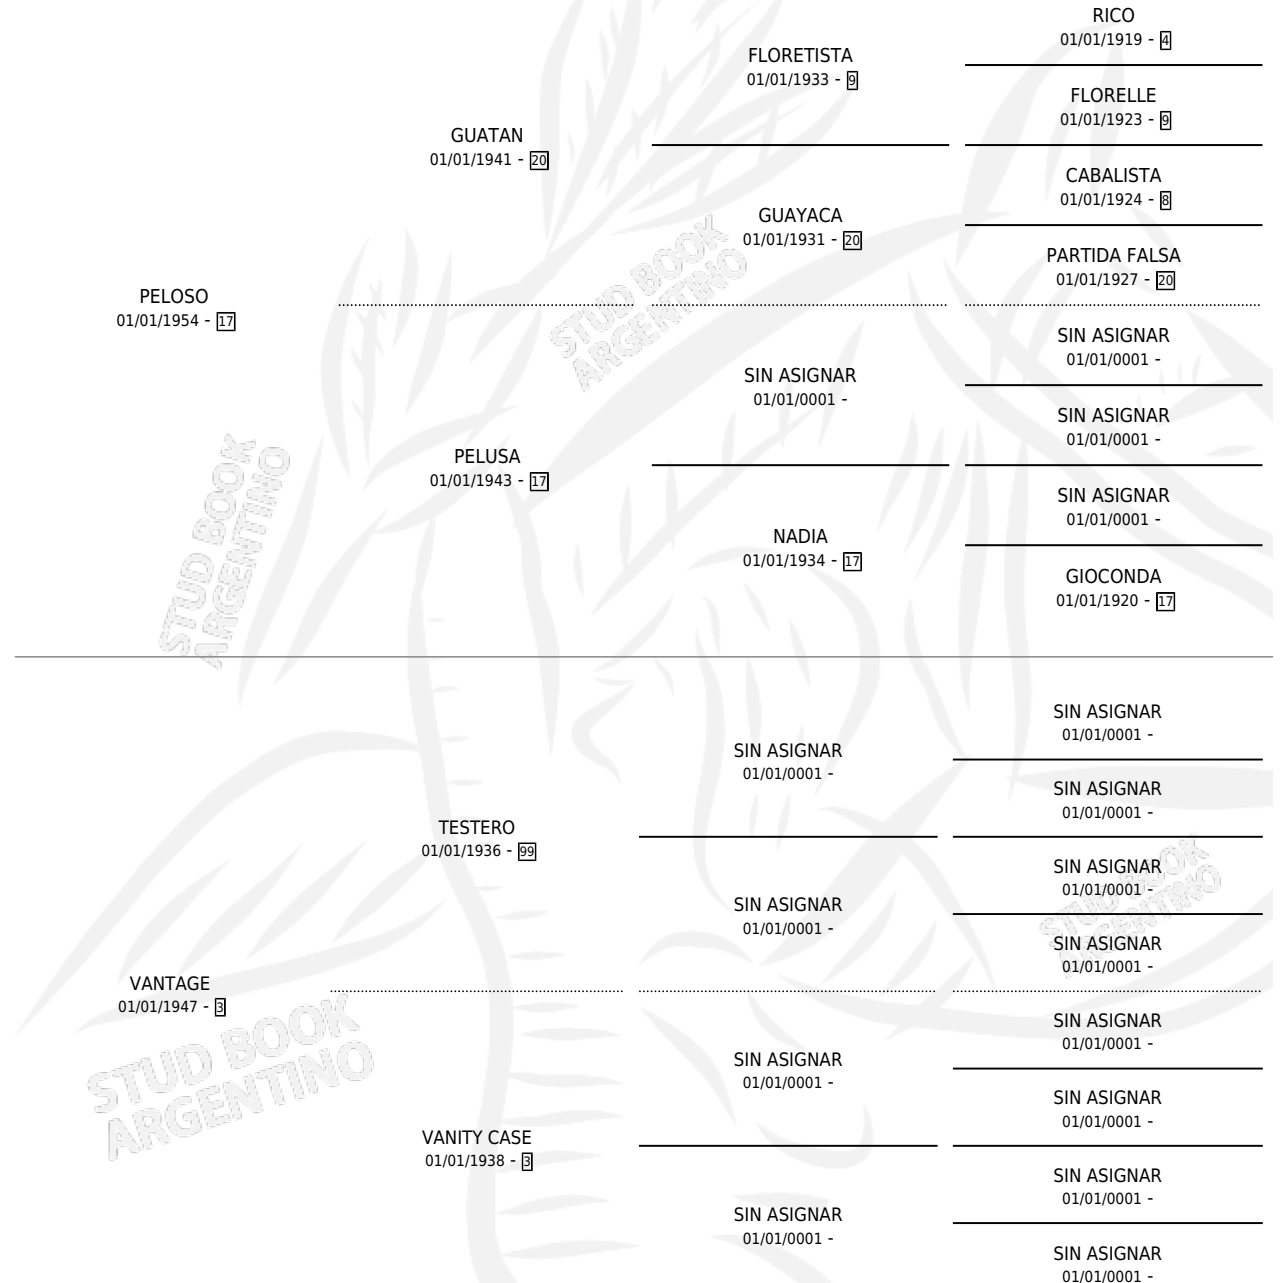 RICO
01/01/1919 - 4
FLORETISTA
01/01/1933 - 9
FLORELLE
01/01/1923 - 9
GUATAN
01/01/1941 - 20
CABALISTA
01/01/1924 - 8
GUAYACA
01/01/1931 - 20
PARTIDA FALSA
01/01/1927 - 20
PELOSO
01/01/1954 - 17
SIN ASIGNAR
01/01/0001 -
SIN ASIGNAR
01/01/0001 -
SIN ASIGNAR
01/01/0001 -
PELUSA
01/01/1943 - 17
SIN ASIGNAR
01/01/0001 -
NADIA
01/01/1934 - 17
GIOCONDA
01/01/1920 - 17
STUD BOOK
ARGENTINO
STUD BOOK
ARGENTINO
SIN ASIGNAR
01/01/0001 -
SIN ASIGNAR
01/01/0001 -
SIN ASIGNAR
01/01/0001 -
TESTERO
01/01/1936 - 99
SIN ASIGNAR
01/01/0001 -
SIN ASIGNAR
01/01/0001 -
SIN ASIGNAR
01/01/0001 -
VANTAGE
01/01/1947 - 3
SIN ASIGNAR
01/01/0001 -
SIN ASIGNAR
01/01/0001 -
SIN ASIGNAR
01/01/0001 -
VANITY CASE
01/01/1938 - 3
SIN ASIGNAR
01/01/0001 -
SIN ASIGNAR
01/01/0001 -
SIN ASIGNAR
01/01/0001 -
STUD BOOK
ARGENTINO
STUD BOOK
ARGENTINO